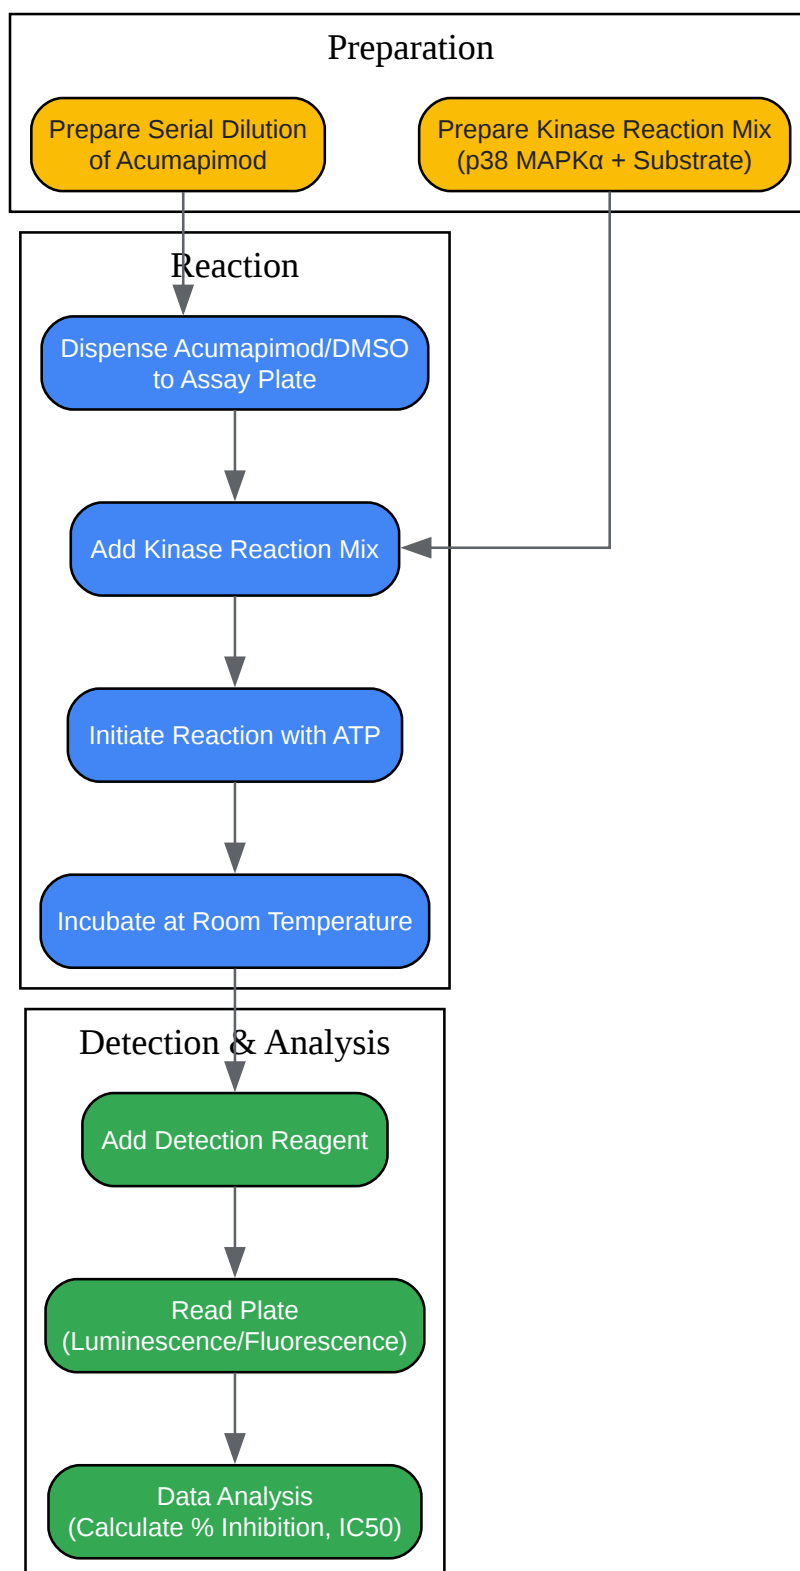 Preparation
Prepare Serial Dilution
of Acumapimod
Prepare Kinase Reaction Mix
(p38 MAPKα + Substrate)
Reaction
Dispense Acumapimod/DMSO
to Assay Plate
Add Kinase Reaction Mix
Initiate Reaction with ATP
Incubate at Room Temperature
Detection & Analysis
Add Detection Reagent
Read Plate
(Luminescence/Fluorescence)
Data Analysis
(Calculate % Inhibition, IC50)